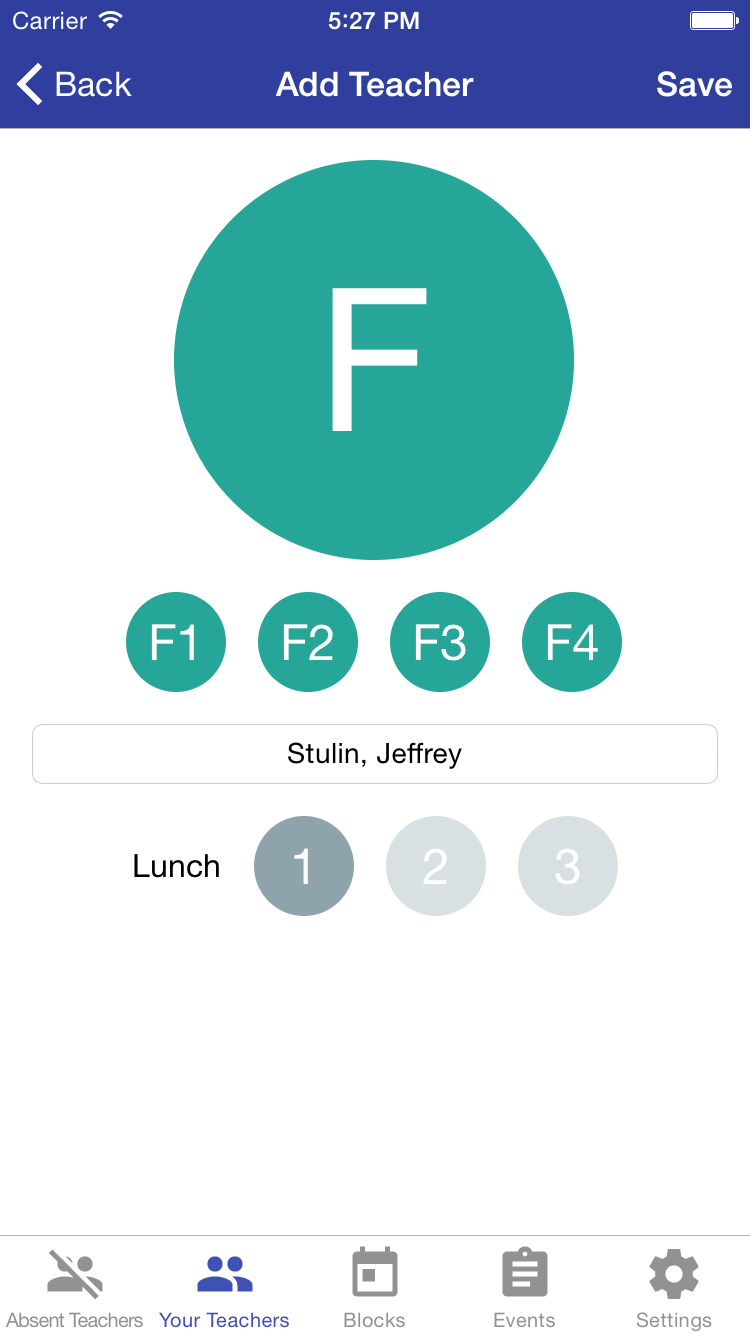 Carrier 5:27 PM
Back Add Teacher Save
F
F1 F2 F3 F4
Stulin, Jeffrey
Lunch 1 2 3
Absent Teachers Your Teachers Blocks Events Settings